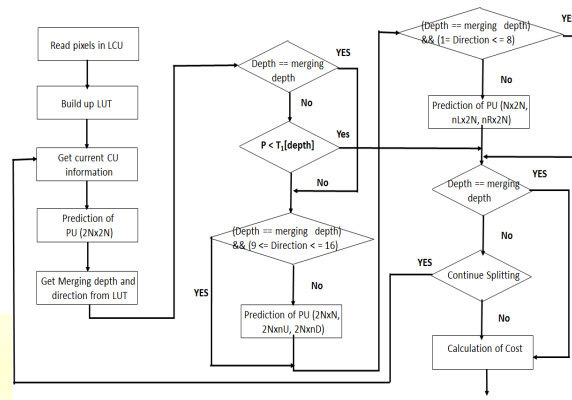 Read pixels in LCU
Build up LUT
Get current CU
information
Prediction of
PU (2Nx2N)
Get Merging depth and
direction from LUT
Depth == merging
depth
YES
No
P < T1[depth]
Yes
No
(Depth == merging depth)
&& (9 <= Direction <= 16)
YES
No
Prediction of PU (2NxN,
2NxnU, 2NxnD)
(Depth == merging depth)
&& (1= Direction <= 8)
YES
No
Prediction of PU (Nx2N,
nLx2N, nRx2N)
Depth == merging
depth
YES
No
Continue Splitting
YES
No
Calculation of Cost